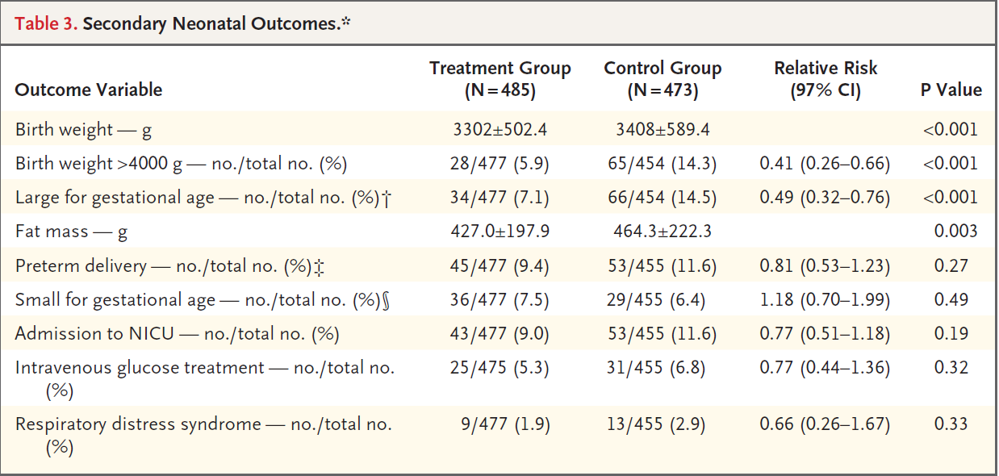 Table 3. Secondary Neonatal Outcomes.*
Outcome Variable Treatment Group (N=485) Control Group (N=473) Relative Risk (97% CI) P Value
Birth weight — g 3302±502.4 3408±589.4 <0.001
Birth weight >4000 g — no./total no. (%) 28/477 (5.9) 65/454 (14.3) 0.41 (0.26–0.66) <0.001
Large for gestational age — no./total no. (%)† 34/477 (7.1) 66/454 (14.5) 0.49 (0.32–0.76) <0.001
Fat mass — g 427.0±197.9 464.3±222.3 0.003
Preterm delivery — no./total no. (%)‡ 45/477 (9.4) 53/455 (11.6) 0.81 (0.53–1.23) 0.27
Small for gestational age — no./total no. (%)§ 36/477 (7.5) 29/455 (6.4) 1.18 (0.70–1.99) 0.49
Admission to NICU — no./total no. (%) 43/477 (9.0) 53/455 (11.6) 0.77 (0.51–1.18) 0.19
Intravenous glucose treatment — no./total no. 25/475 (5.3) 31/455 (6.8) 0.77 (0.44–1.36) 0.32
(%)
Respiratory distress syndrome — no./total no. 9/477 (1.9) 13/455 (2.9) 0.66 (0.26–1.67) 0.33
(%)